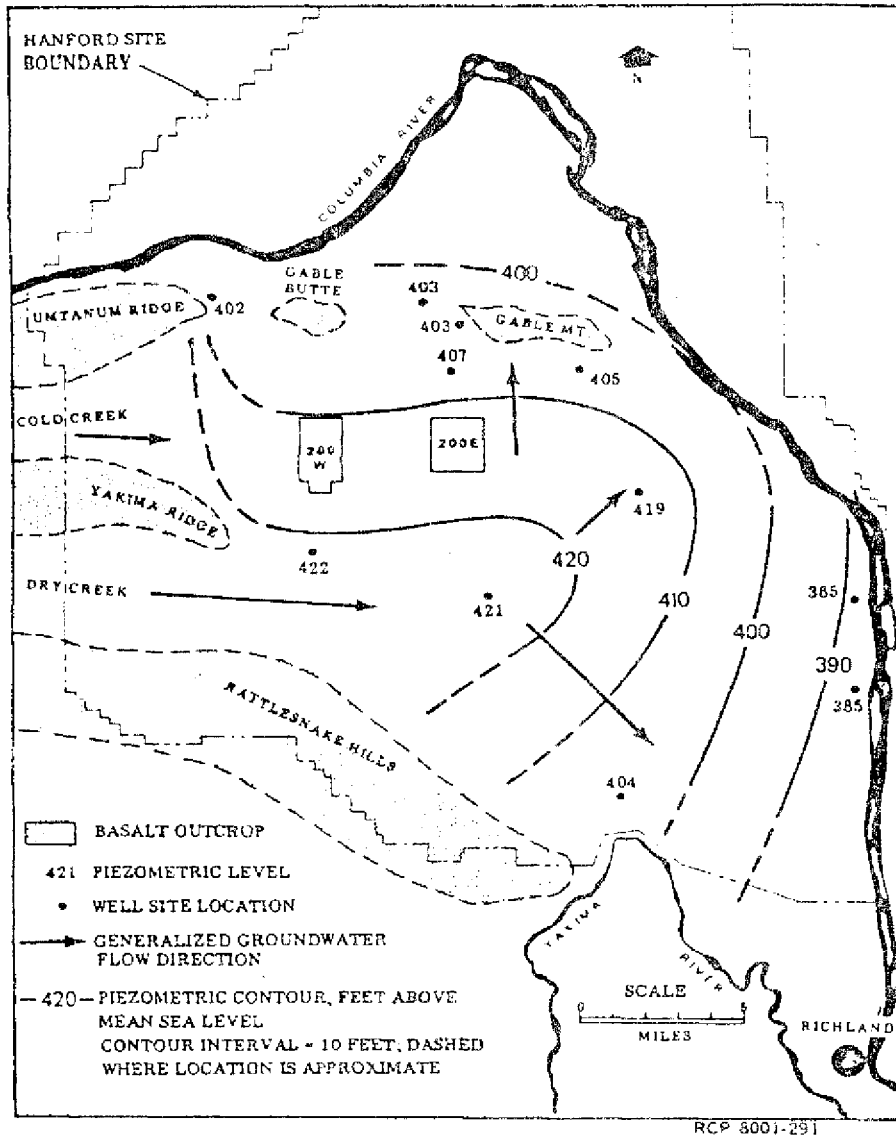 HANFORD SITE
BOUNDARY
N
COLUMBIA RIVER
400
GABLE
BUTTE
403
UMTANUM RIDGE
402
403
GABLE MT.
407
405
COLD CREEK
200
W
200E
YAKIMA RIDGE
419
422
420
DRY CREEK
421
410
385
400
390
385
RATTLESNAKE HILLS
404
BASALT OUTCROP
421 PIEZOMETRIC LEVEL
WELL SITE LOCATION
GENERALIZED GROUNDWATER
FLOW DIRECTION
420 PIEZOMETRIC CONTOUR, FEET ABOVE
MEAN SEA LEVEL
CONTOUR INTERVAL = 10 FEET; DASHED
WHERE LOCATION IS APPROXIMATE
YAKIMA
RIVER
SCALE
0 5
MILES
RICHLAND
RCP 8001-291